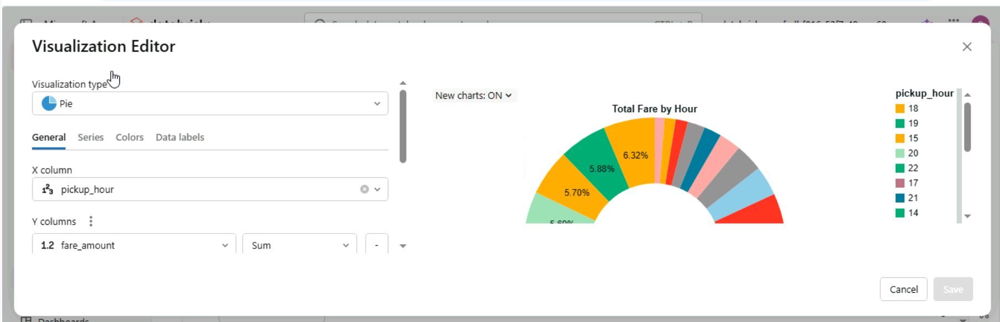 Visualization Editor
Visualization type
Pie
General Series Colors Data labels
X column
1²3 pickup_hour
Y columns
1.2 fare_amount
Sum
-
New charts: ON
Total Fare by Hour
6.32%
5.88%
5.70%
pickup_hour
18
19
15
20
22
17
21
14
Cancel
Save
Dashboards